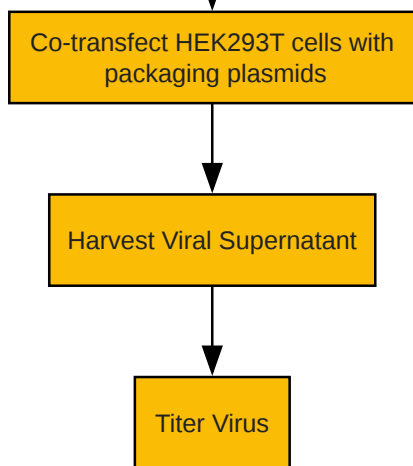 Co-transfect HEK293T cells with
packaging plasmids
Harvest Viral Supernatant
Titer Virus